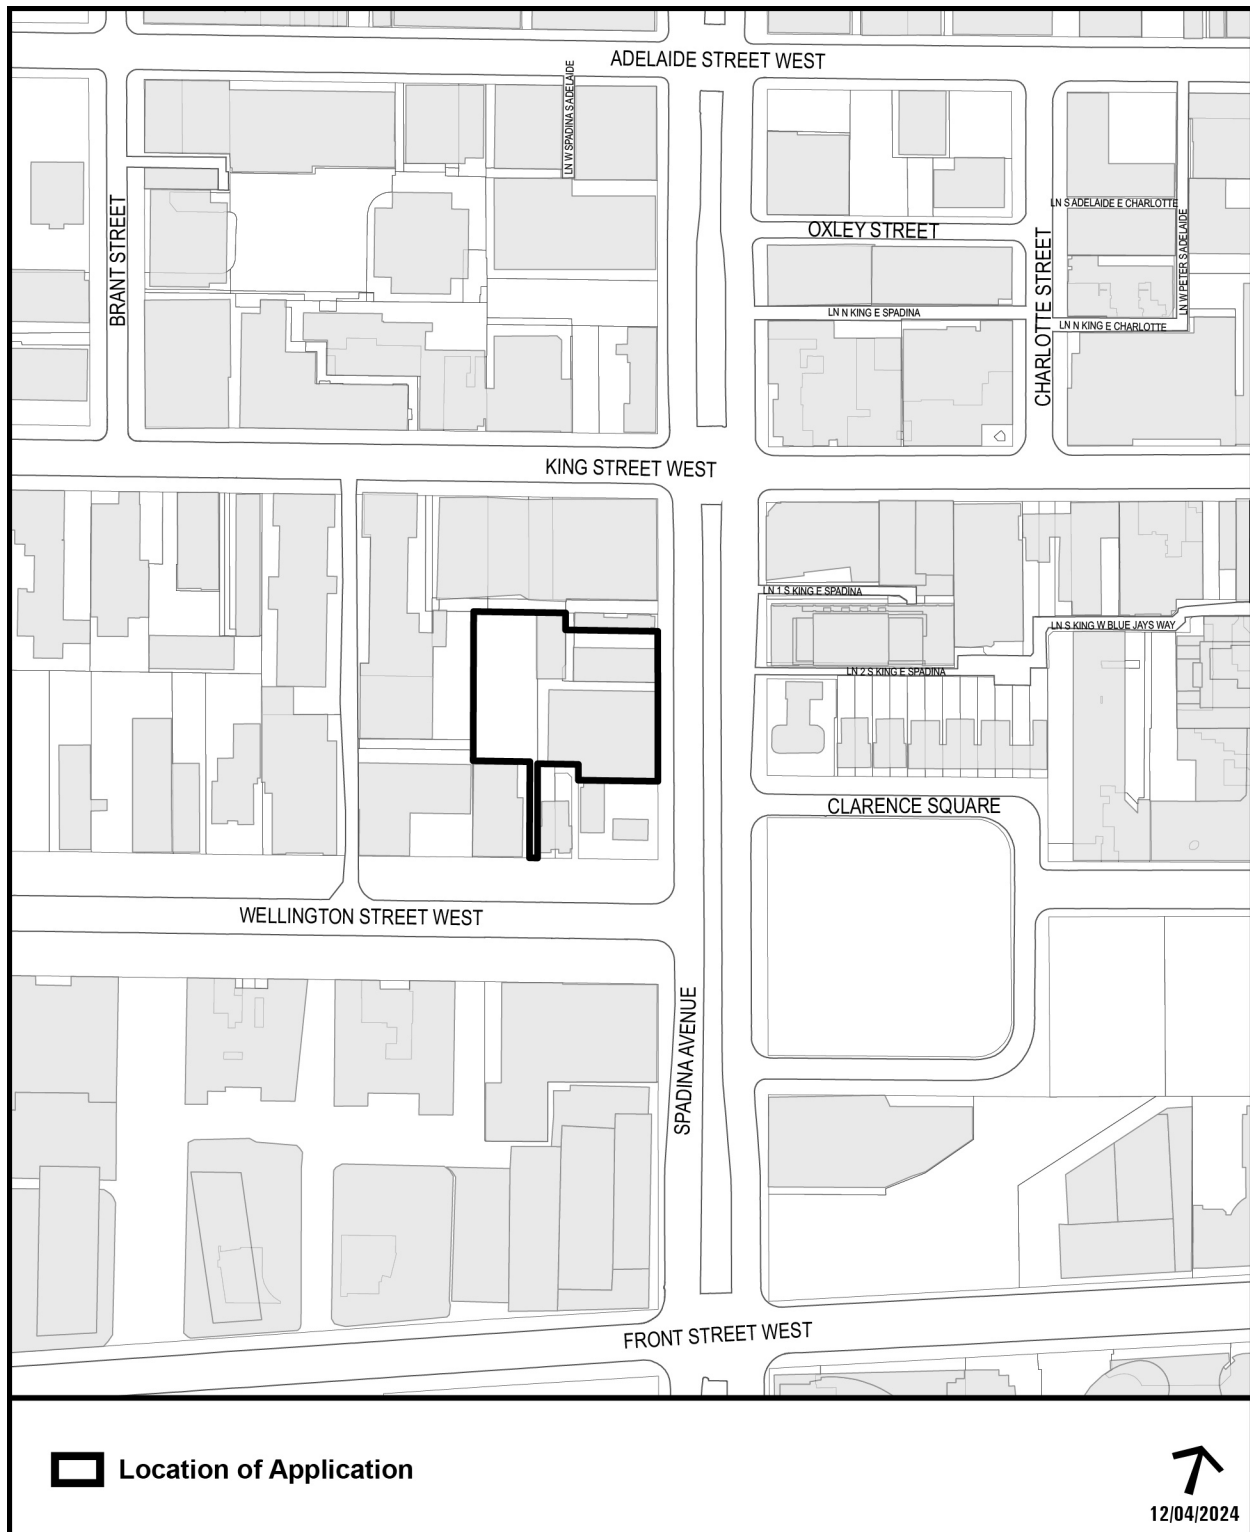 ADELAIDE STREET WEST
LN W SPADINA S ADELAIDE
BRANT STREET
OXLEY STREET
LN S ADELAIDE E CHARLOTTE
CHARLOTTE STREET
LN W PETER S ADELAIDE
LN N KING E SPADINA
LN N KING E CHARLOTTE
KING STREET WEST
LN 1 S KING E SPADINA
LN S KING W BLUE JAYS WAY
LN 2 S KING E SPADINA
CLARENCE SQUARE
WELLINGTON STREET WEST
SPADINA AVENUE
FRONT STREET WEST
Location of Application
12/04/2024